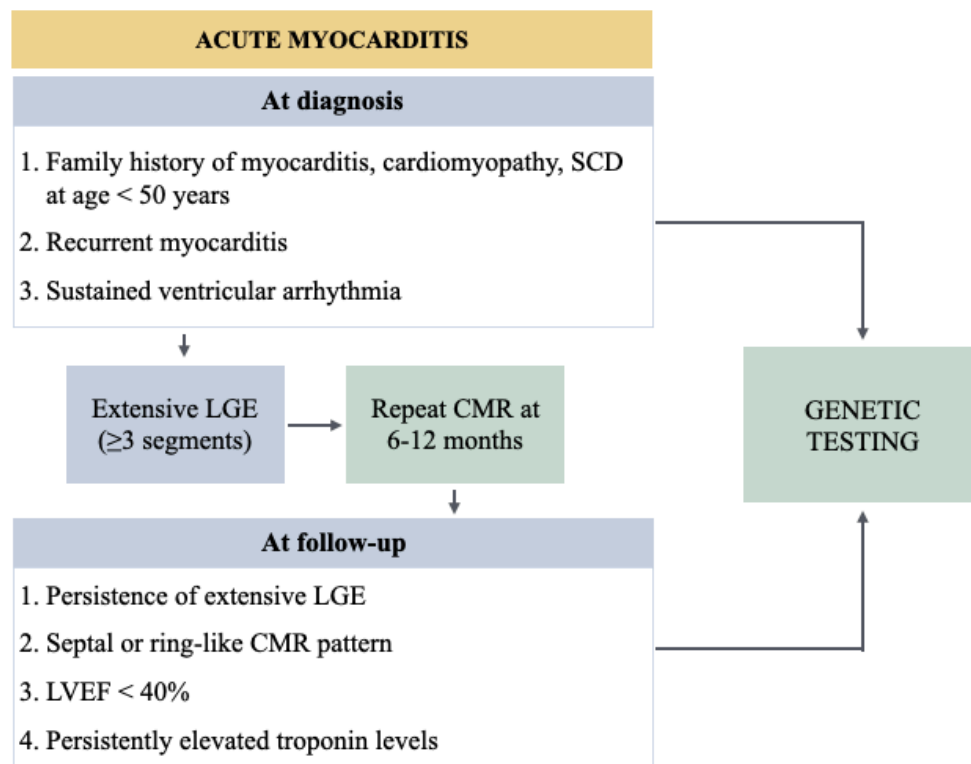 ACUTE MYOCARDITIS
At diagnosis
1. Family history of myocarditis, cardiomyopathy, SCD
at age < 50 years
2. Recurrent myocarditis
3. Sustained ventricular arrhythmia
Extensive LGE
(≥3 segments)
Repeat CMR at
6-12 months
GENETIC
TESTING
At follow-up
1. Persistence of extensive LGE
2. Septal or ring-like CMR pattern
3. LVEF < 40%
4. Persistently elevated troponin levels